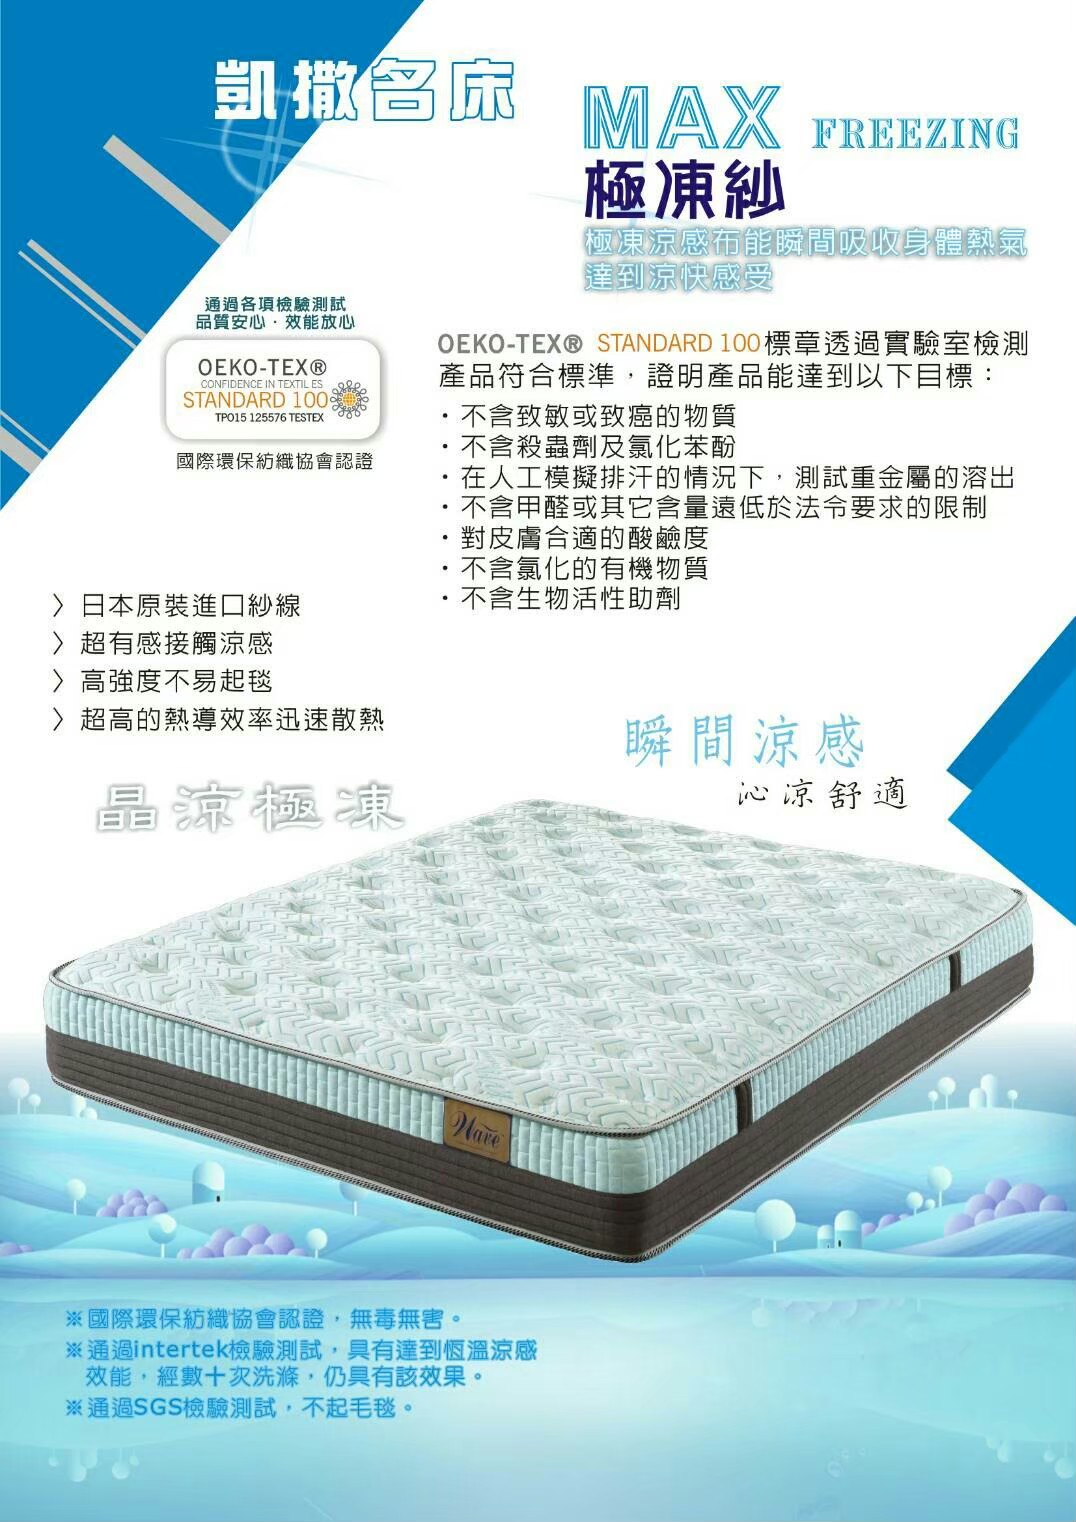 凱撒名床
MAX FREEZING
極凍紗
極凍涼感布能瞬間吸收身體熱氣
達到涼快感受
通過各項檢驗測試
品質安心·效能放心
OEKO-TEX®
CONFIDENCE IN TEXTILES
STANDARD 100
TPO15 125576 TESTEX
國際環保紡織協會認證
OEKO-TEX® STANDARD 100標章透過實驗室檢測
產品符合標準，證明產品能達到以下目標：
·不含致敏或致癌的物質
·不含殺蟲劑及氯化苯酚
·在人工模擬排汗的情況下，測試重金屬的溶出
·不含甲醛或其它含量遠低於法令要求的限制
·對皮膚合適的酸鹼度
·不含氯化的有機物質
·不含生物活性助劑
〉日本原裝進口紗線
〉超有感接觸涼感
〉高強度不易起毯
〉超高的熱導效率迅速散熱
瞬間涼感
沁涼舒適
晶涼極凍
Wave
※國際環保紡織協會認證，無毒無害。
※通過intertek檢驗測試，具有達到恆溫涼感
效能，經數十次洗滌，仍具有該效果。
※通過SGS檢驗測試，不起毛毯。